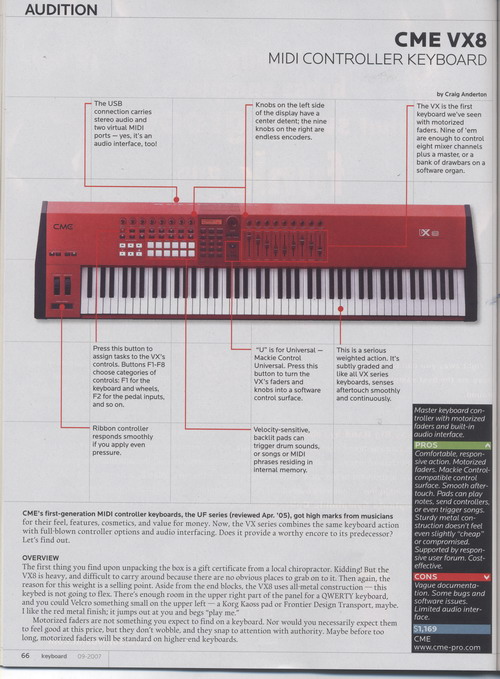 AUDITION
CME VX8
MIDI CONTROLLER KEYBOARD
by Craig Anderton
The USB
connection carries
stereo audio and
two virtual MIDI
ports — yes, it's an
audio interface, too!
Knobs on the left side
of the display have a
center detent; the nine
knobs on the right are
endless encoders.
The VX is the first
keyboard we've seen
with motorized
faders. Nine of 'em
are enough to control
eight mixer channels
plus a master, or a
bank of drawbars on a
software organ.
CME
Press this button to
assign tasks to the VX's
controls. Buttons F1-F8
choose categories of
controls: F1 for the
keyboard and wheels,
F2 for the pedal inputs,
and so on.
"U" is for Universal —
Mackie Control
Universal. Press this
button to turn the
VX's faders and
knobs into a software
control surface.
This is a serious
weighted action. It's
subtly graded and
like all VX series
keyboards, senses
aftertouch smoothly
and continuously.
Ribbon controller
responds smoothly
if you apply even
pressure.
Velocity-sensitive,
backlit pads can
trigger drum sounds,
or songs or MIDI
phrases residing in
internal memory.
Master keyboard con-
troller with motorized
faders and built-in
audio interface.
PROS
Comfortable, respon-
sive action. Motorized
faders. Mackie Control-
compatible control
surface. Smooth after-
touch. Pads can play
notes, send controllers,
or even trigger songs.
Sturdy metal con-
struction doesn't feel
even slightly "cheap"
or compromised.
Supported by respon-
sive user forum. Cost-
effective.
CONS
Vague documenta-
tion. Some bugs and
software issues.
Limited audio inter-
face.
$1,169
CME
www.cme-pro.com
CME's first-generation MIDI controller keyboards, the UF series (reviewed Apr. '05), got high marks from musicians
for their feel, features, cosmetics, and value for money. Now, the VX series combines the same keyboard action
with full-blown controller options and audio interfacing. Does it provide a worthy encore to its predecessor?
Let's find out.
OVERVIEW
The first thing you find upon unpacking the box is a gift certificate from a local chiropractor. Kidding! But the
VX8 is heavy, and difficult to carry around because there are no obvious places to grab on to it. Then again, the
reason for this weight is a selling point. Aside from the end blocks, the VX8 uses all-metal construction — this
keybed is not going to flex. There's enough room in the upper right part of the panel for a QWERTY keyboard,
and you could Velcro something small on the upper left — a Korg Kaoss pad or Frontier Design Transport, maybe.
I like the red metal finish; it jumps out at you and begs "play me."
Motorized faders are not something you expect to find on a keyboard. Nor would you necessarily expect them
to feel good at this price, but they don't wobble, and they snap to attention with authority. Maybe before too
long, motorized faders will be standard on higher-end keyboards.
66 keyboard 09-2007